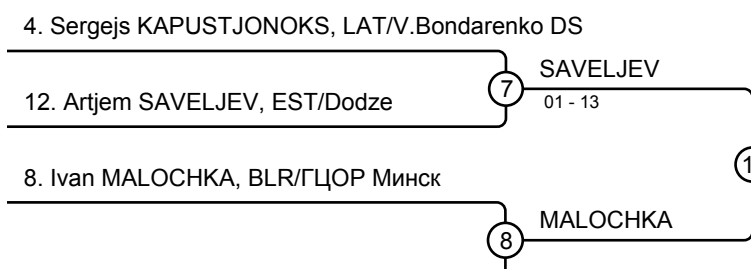 4. Sergejs KAPUSTJONOKS, LAT/V.Bondarenko DS
7
SAVELJEV
01 - 13
12. Artjem SAVELJEV, EST/Dodze
8. Ivan MALOCHKA, BLR/ГЦОР Минск
8
MALOCHKA